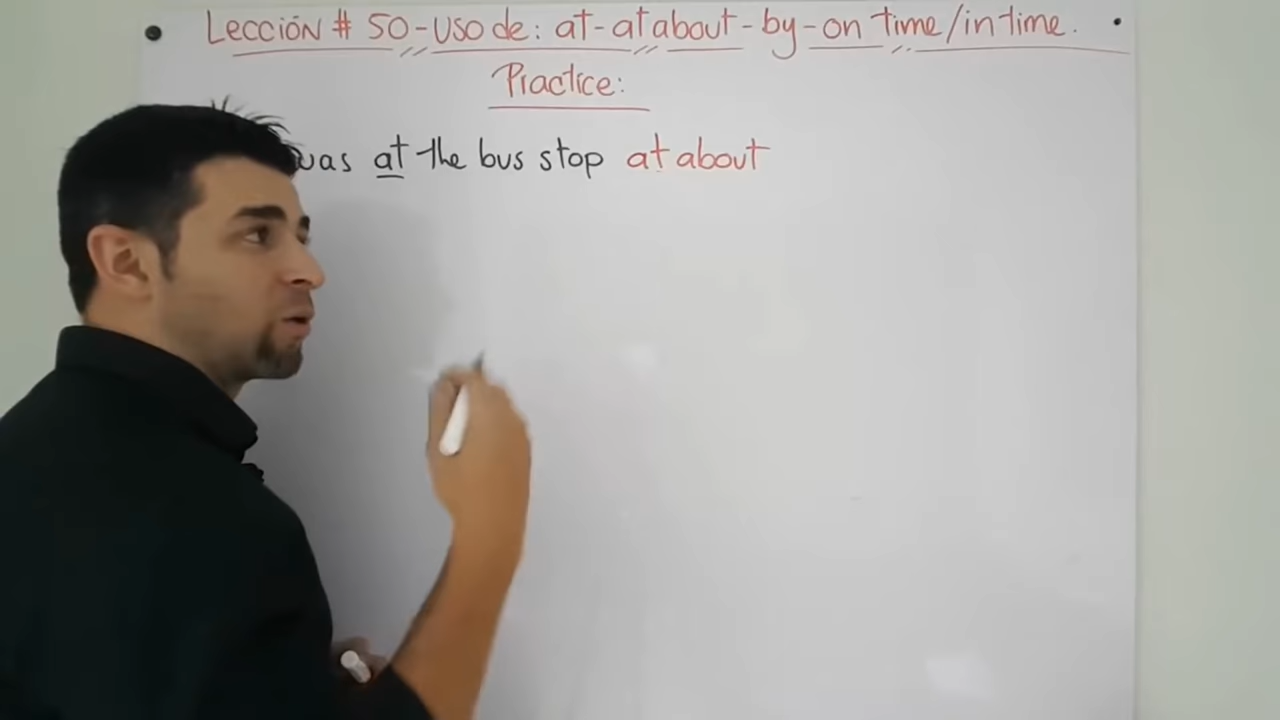 Lección # 50 - uso de: at - at about - by - on time / in time.
Practice:
was at the bus stop at about